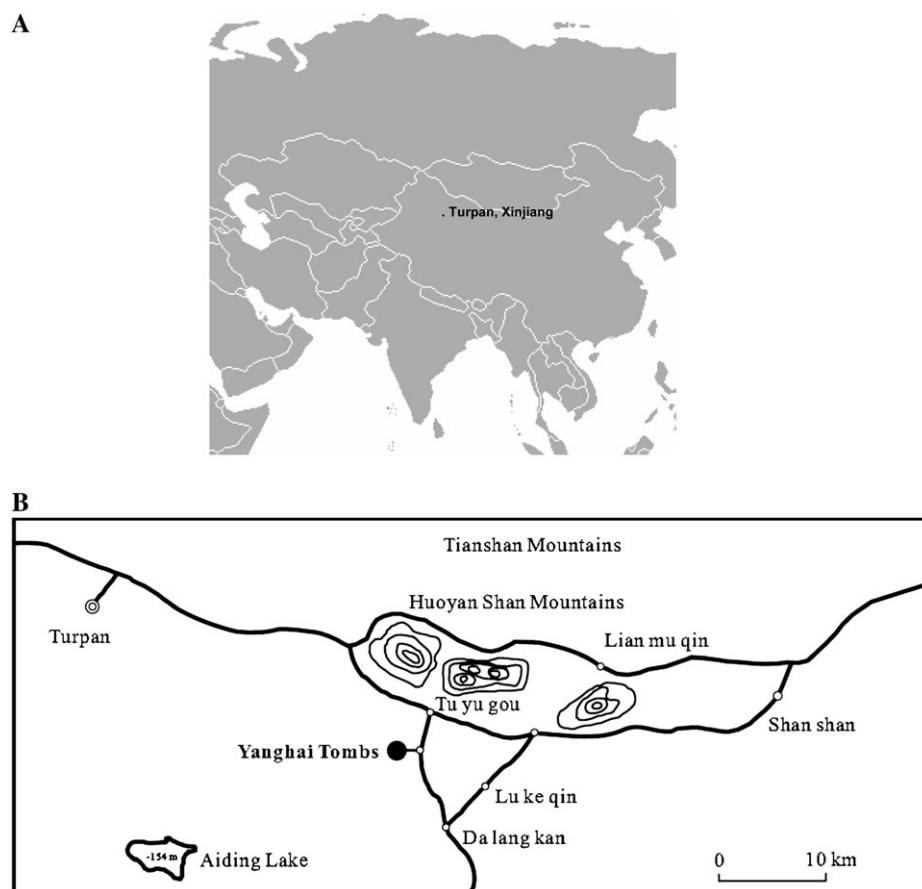 A
. Turpan, Xinjiang
B
Tianshan Mountains
Huoyan Shan Mountains
Turpan
Lian mu qin
Tu yu gou
Shan shan
Yanghai Tombs
Lu ke qin
Da lang kan
-154 m
Aiding Lake
0 10 km